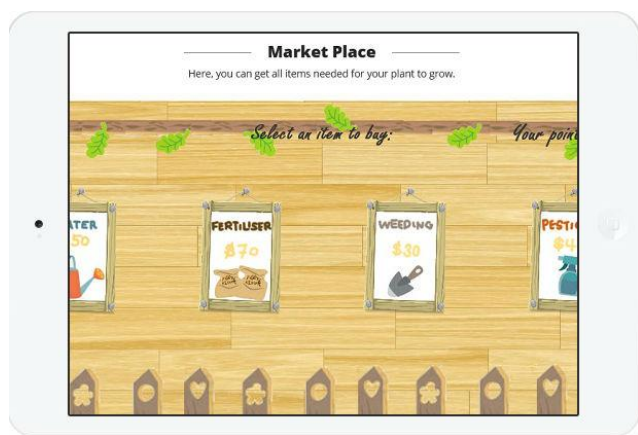 Market Place
Here, you can get all items needed for your plant to grow.
Select an item to buy:
Your point
ATER
50
FERTILISER
$70
WEEDING
$30
PESTI
$4